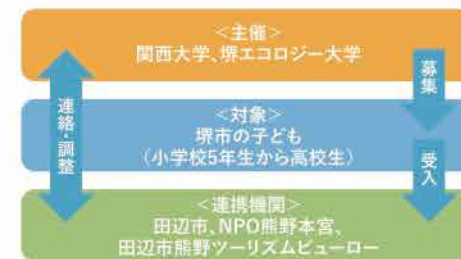 <主催>
関西大学、堺エコロジー大学
募集
連絡・調整
<対象>
堺市の子ども
(小学校5年生から高校生)
受入
<連携機関>
田辺市、NPO熊野本宮、
田辺市熊野ツーリズムビューロー